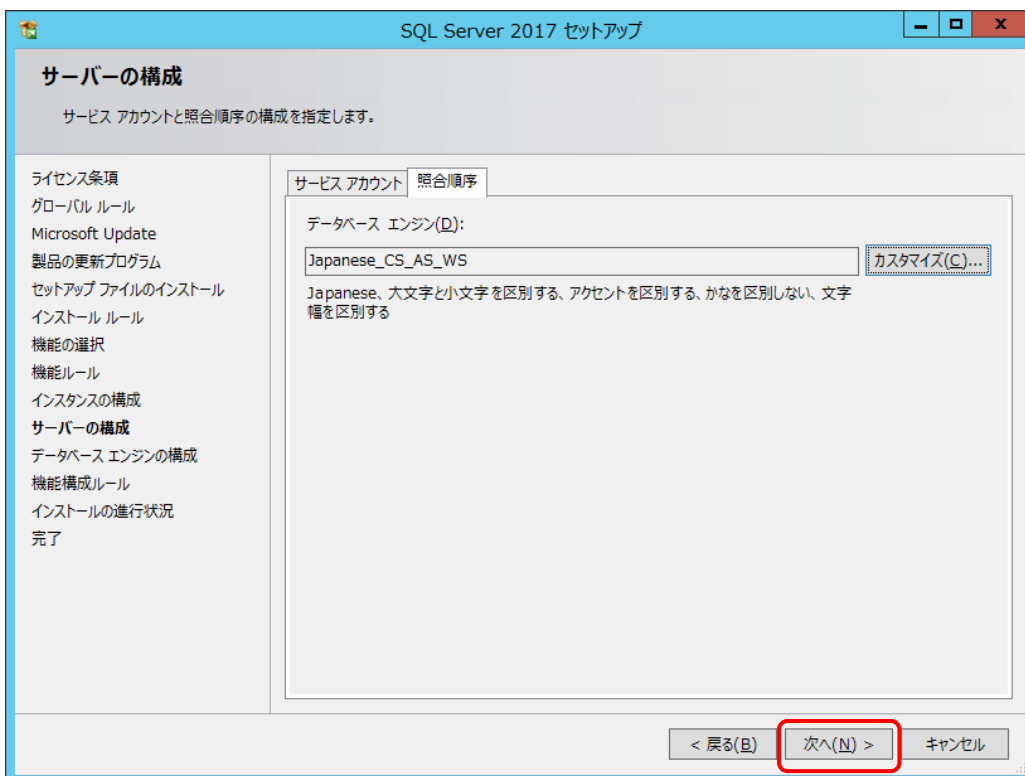 SQL Server 2017 セットアップ
サーバーの構成
サービス アカウントと照合順序の構成を指定します。
ライセンス条項
グローバル ルール
Microsoft Update
製品の更新プログラム
セットアップ ファイルのインストール
インストール ルール
機能の選択
機能ルール
インスタンスの構成
サーバーの構成
データベース エンジンの構成
機能構成ルール
インストールの進行状況
完了
サービス アカウント 照合順序
データベース エンジン(D):
Japanese_CS_AS_WS カスタマイズ(C)...
Japanese、大文字と小文字を区別する、アクセントを区別する、かなを区別しない、文字
幅を区別する
< 戻る(B) 次へ(N) > キャンセル